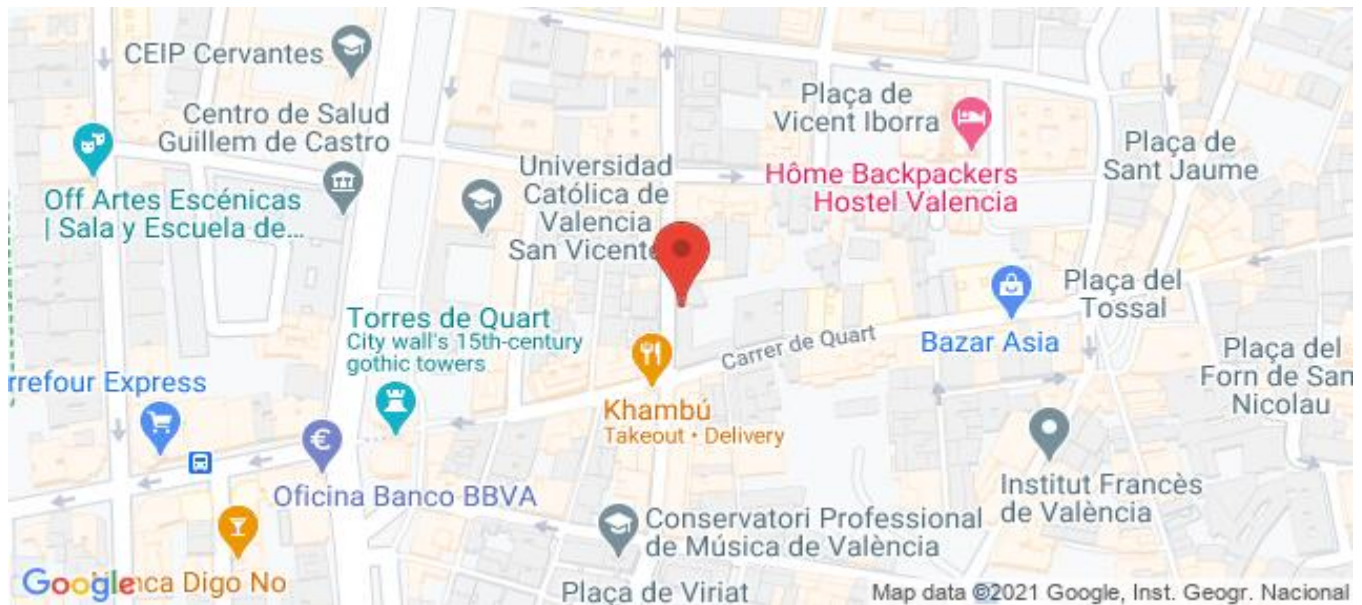 CEIP Cervantes
Centro de Salud
Guillem de Castro
Off Artes Escénicas
| Sala y Escuela de...
Universidad
Católica de
Valencia
San Vicente
Plaça de
Vicent Iborra
Hôme Backpackers
Hostel Valencia
Plaça de
Sant Jaume
Plaça del
Tossal
Torres de Quart
City wall's 15th-century
gothic towers
Carrer de Quart
Bazar Asia
Plaça del
Forn de San
Nicolau
rrefour Express
Khambú
Takeout • Delivery
€
Oficina Banco BBVA
Institut Francès
de València
Conservatori Professional
de Música de València
Plaça de Viriat
Google
nca Digo No
Map data ©2021 Google, Inst. Geogr. Nacional